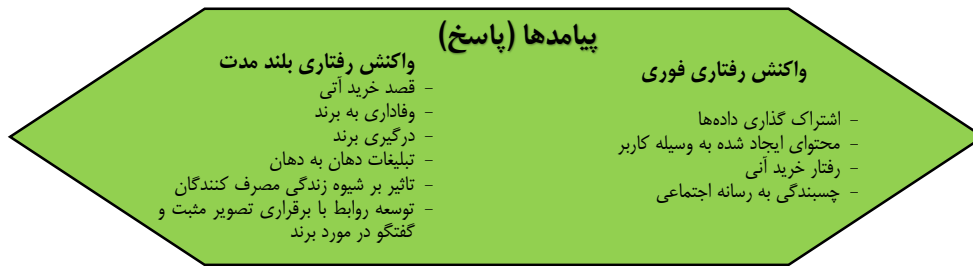 پیامدها (پاسخ)
واکنش رفتاری فوری
- اشتراک گذاری داده‌ها
- محتوای ایجاد شده به وسیله کاربر
- رفتار خرید آنی
- چسبندگی به رسانه اجتماعی
واکنش رفتاری بلند مدت
- قصد خرید آتی
- وفاداری به برند
- درگیری برند
- تبلیغات دهان به دهان
- تاثیر بر شیوه زندگی مصرف کنندگان
- توسعه روابط با برقراری تصویر مثبت و
گفتگو در مورد برند